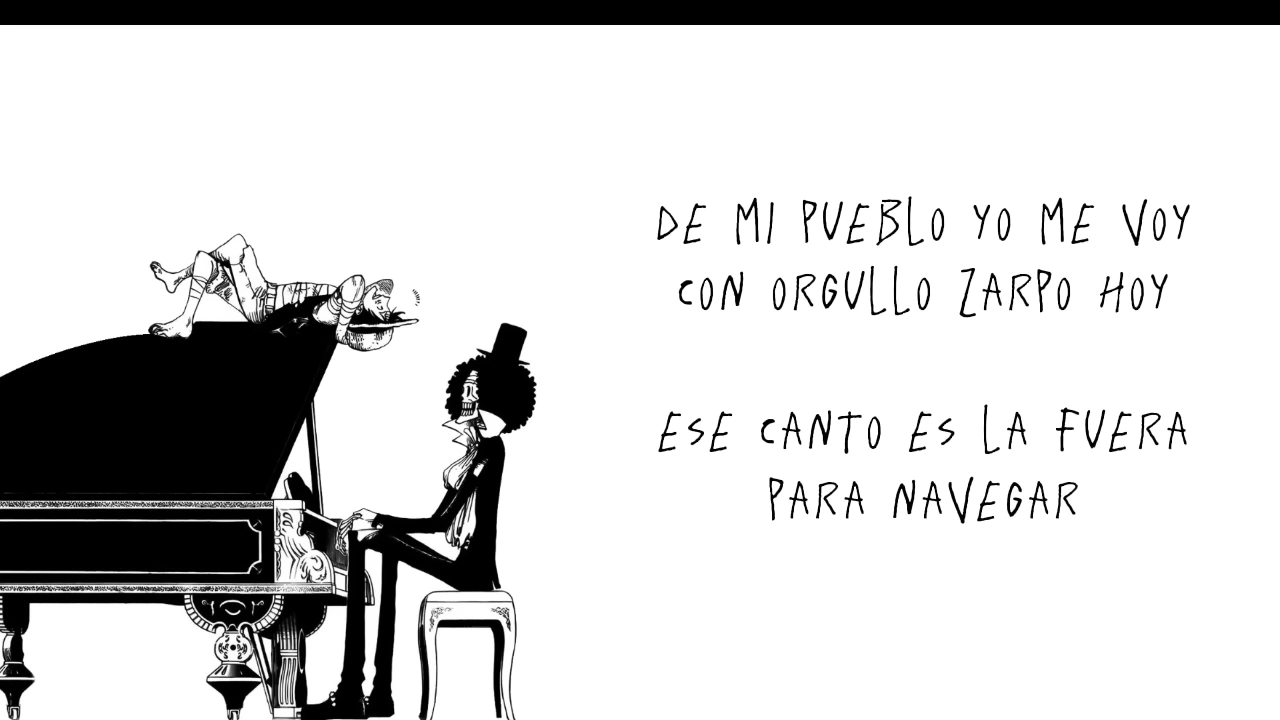 DE MI PUEBLO YO ME VOY
CON ORGULLO ZARPO HOY
ESE CANTO ES LA FUERA
PARA NAVEGAR